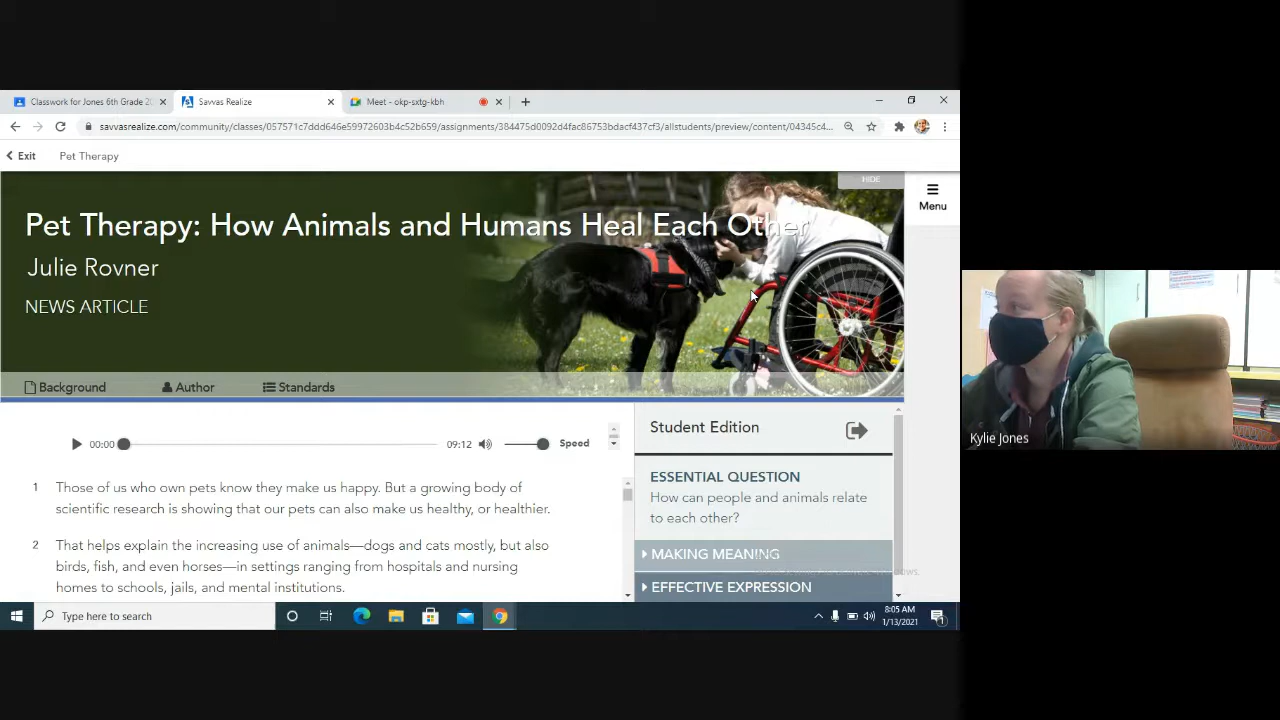 Classwork for Jones 6th Grade 20
Savvas Realize
Meet - okp-sxtg-kbh
savvasrealize.com/community/classes/057571c7ddd646e59972603b4c52b659/assignments/384475d0092d4fac86753bdacf437cf3/allstudents/preview/content/04345c4...
Exit
Pet Therapy
HIDE
Menu
Pet Therapy: How Animals and Humans Heal Each Other
Julie Rovner
NEWS ARTICLE
Background
Author
Standards
00:00
09:12
Speed
1 Those of us who own pets know they make us happy. But a growing body of
scientific research is showing that our pets can also make us healthy, or healthier.
2 That helps explain the increasing use of animals—dogs and cats mostly, but also
birds, fish, and even horses—in settings ranging from hospitals and nursing
homes to schools, jails, and mental institutions.
Student Edition
ESSENTIAL QUESTION
How can people and animals relate
to each other?
MAKING MEANING
EFFECTIVE EXPRESSION
Kylie Jones
Type here to search
8:05 AM
1/13/2021
1